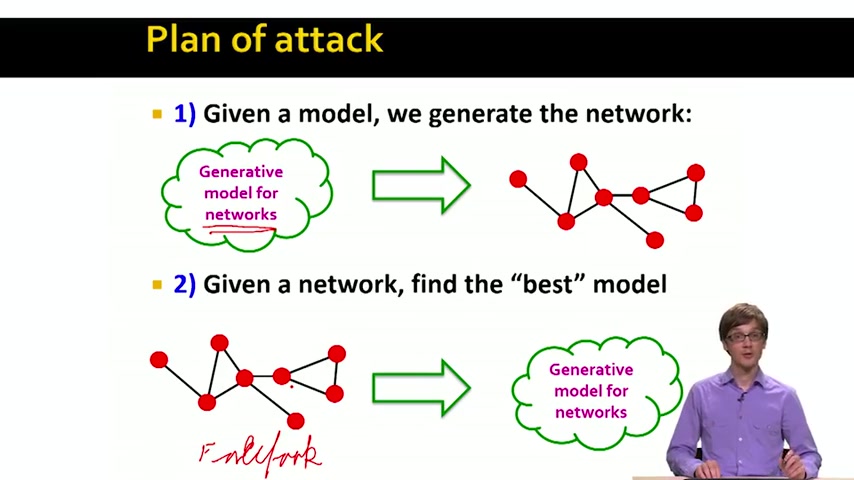 Plan of attack
1) Given a model, we generate the network:
Generative
model for
networks
2) Given a network, find the “best” model
Generative
model for
networks